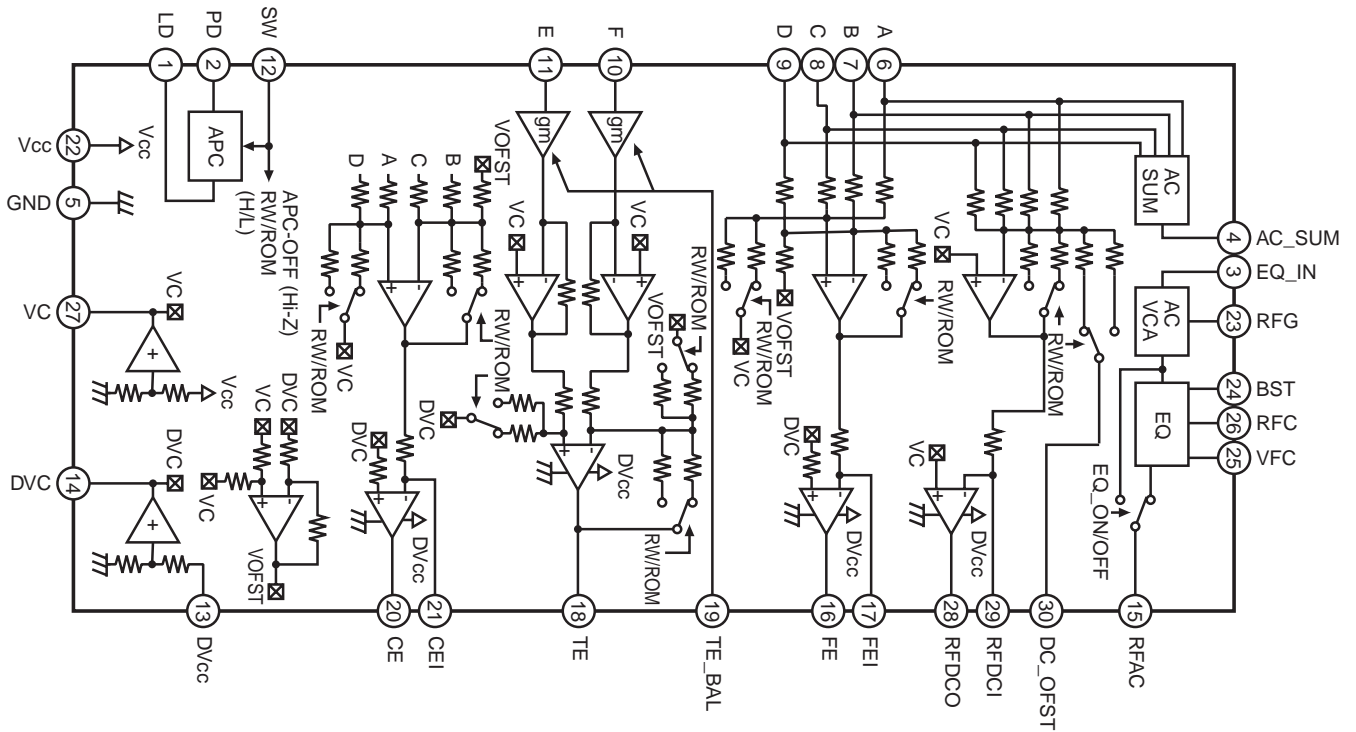 LD
PD
SW
E
F
D
C
B
A
1
2
12
11
10
9
8
7
6
Vcc
22
Vcc
GND
5
APC
APC-OFF (Hi-Z)
RW/ROM
(H/L)
gm
gm
AC
SUM
4
AC_SUM
3
EQ_IN
AC
VCA
23
RFG
24
BST
EQ
26
RFC
25
VFC
EQ_ON/OFF
D
A
C
B
VOFST
+
-
RW/ROM
VC
RW/ROM
VC
+
-
VC
-
+
VOFST
RW/ROM
RW/ROM
DVC
+
-
DVcc
RW/ROM
VC
RW/ROM
VOFST
+
-
RW/ROM
VC
+
-
RW/ROM
VC
27
VC
+
Vcc
DVC
14
DVC
+
VC
DVC
VC
+
-
VOFST
DVC
+
-
DVcc
DVC
+
-
DVcc
VC
+
-
DVcc
13
DVcc
20
CE
21
CEI
18
TE
19
TE_BAL
16
FE
17
FEI
28
RFDCO
29
RFDCI
30
DC_OFST
15
RFAC